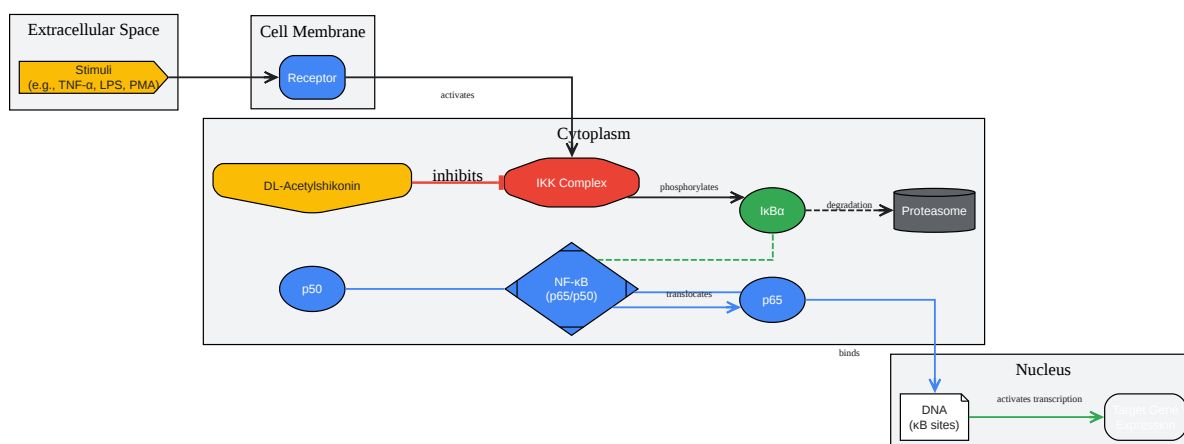 Extracellular Space
Stimuli
(e.g., TNF-α, LPS, PMA)
Cell Membrane
Receptor
activates
Cytoplasm
DL-Acetylshikonin
inhibits
IKK Complex
phosphorylates
IκBα
degradation
Proteasome
p50
NF-κB
(p65/p50)
translocates
p65
binds
Nucleus
DNA
(κB sites)
activates transcription
Target Gene
Expression